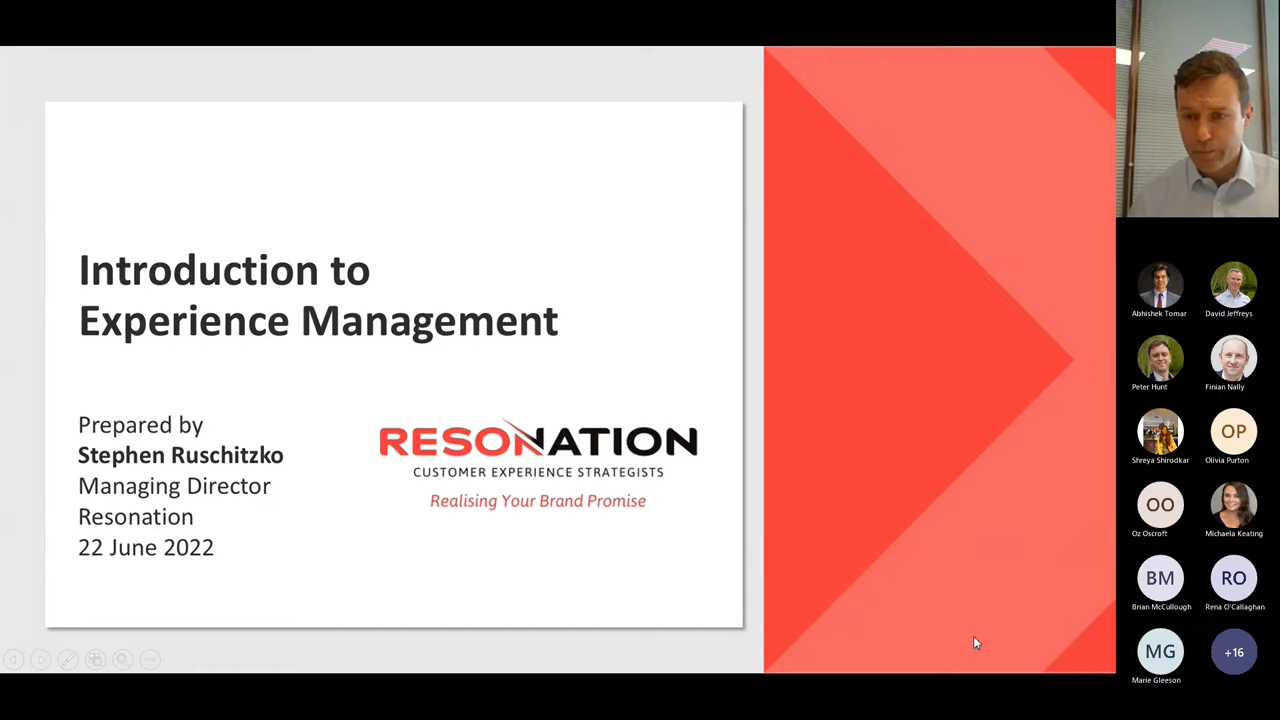 Introduction to
Experience Management
Prepared by
Stephen Ruschitzko
Managing Director
Resonation
22 June 2022
RESONATION
CUSTOMER EXPERIENCE STRATEGISTS
Realising Your Brand Promise
Abhishek Tomar
David Jeffreys
Peter Hunt
Finian Nally
Shreya Shirodkar
OP
Olivia Purton
OO
Oz Oscroft
Michaela Keating
BM
Brian McCullough
RO
Rena O'Callaghan
MG
Marie Gleeson
+16